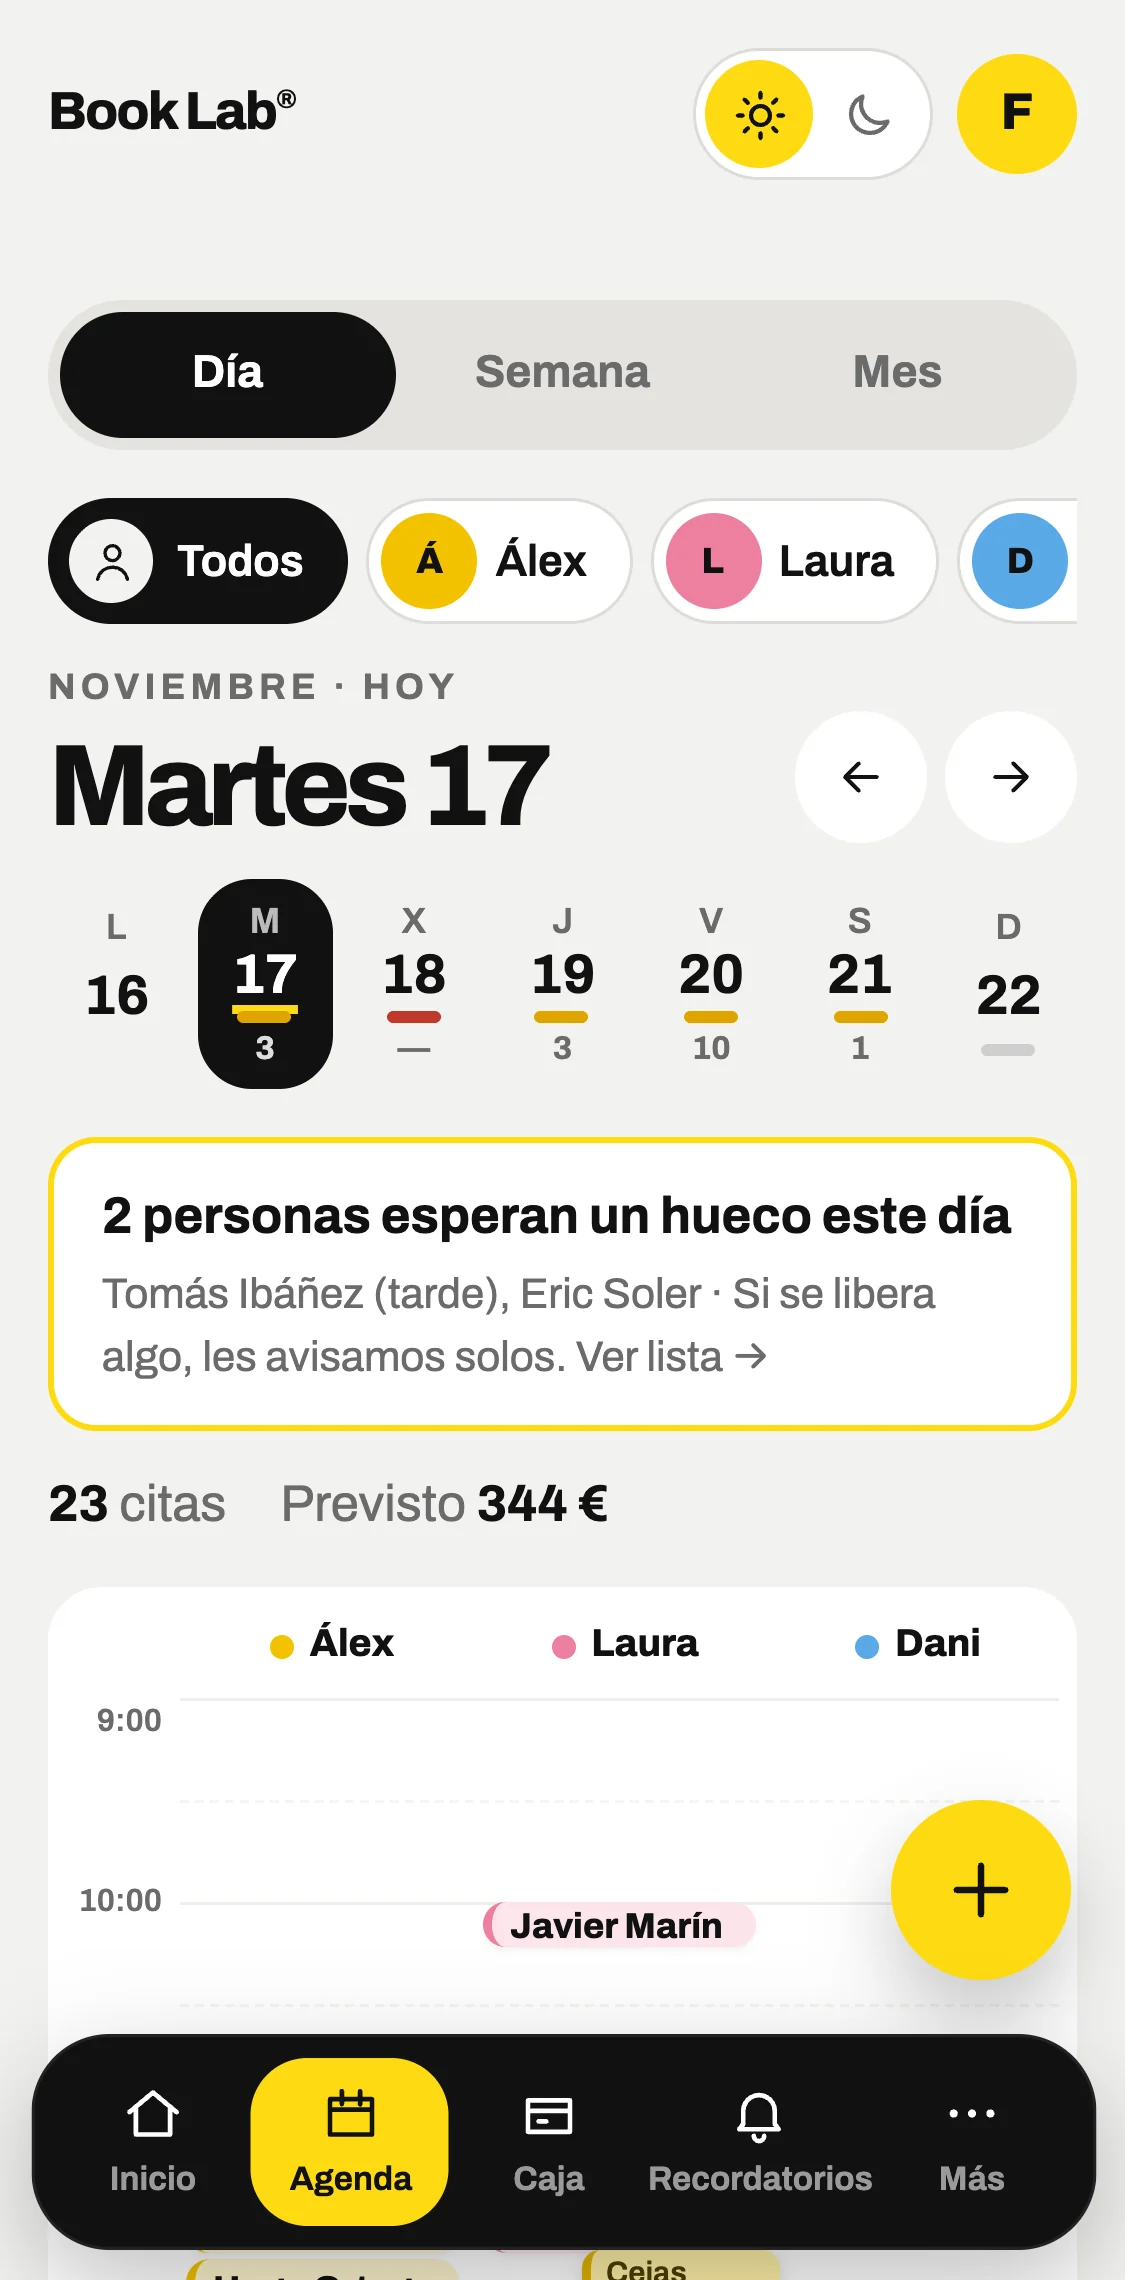 Book Lab®
F
Día Semana Mes
Todos Á Álex L Laura D
NOVIEMBRE · HOY
Martes 17
L M X J V S D
16 17 18 19 20 21 22
3 — 3 10 1
2 personas esperan un hueco este día
Tomás Ibáñez (tarde), Eric Soler · Si se libera
algo, les avisamos solos. Ver lista →
23 citas Previsto 344 €
Álex Laura Dani
9:00
10:00
Javier Marín
Inicio Agenda Caja Recordatorios Más
Cejas